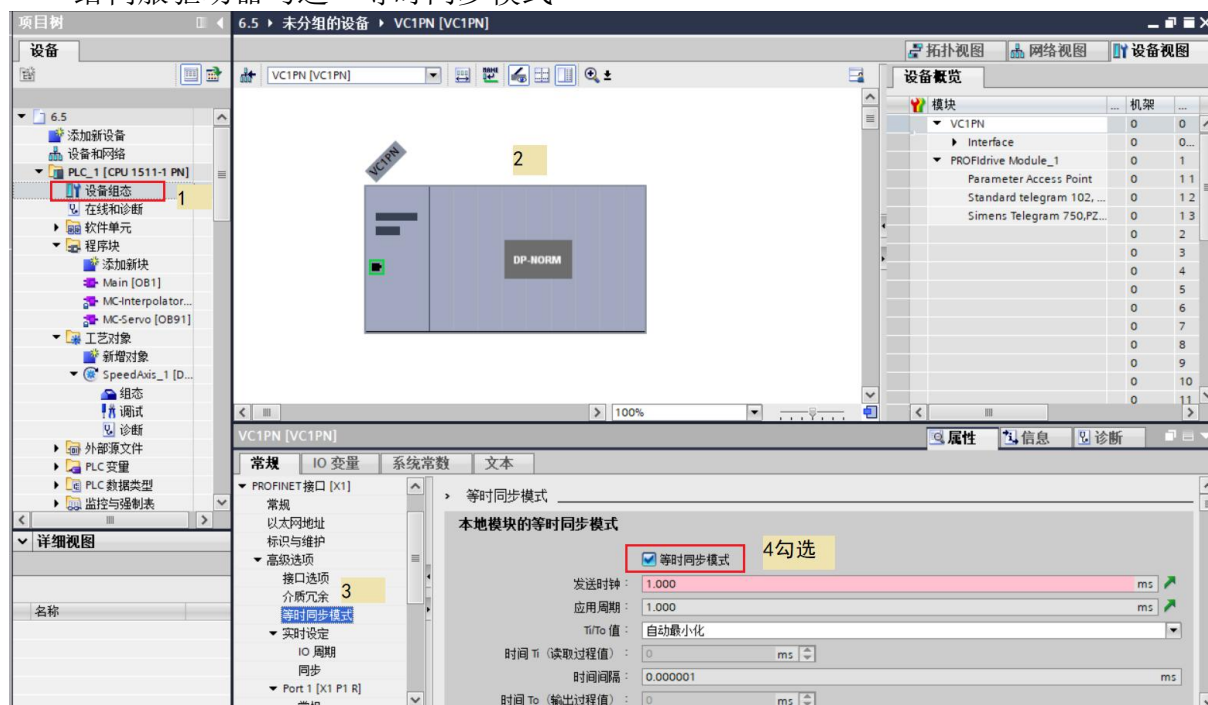 项目树
6.5 ▸ 未分组的设备 ▸ VC1PN [VC1PN]
设备
拓扑视图
网络视图
设备视图
VC1PN [VC1PN]
设备概览
模块 ... 机架 ...
VC1PN 0 0
Interface 0 0...
PROFIdrive Module_1 0 1
Parameter Access Point 0 1 1
Standard telegram 102, ... 0 1 2
Simens Telegram 750,PZ... 0 1 3
0 2
0 3
0 4
0 5
0 6
0 7
0 8
0 9
0 10
0 11
6.5
添加新设备
设备和网络
PLC_1 [CPU 1511-1 PN]
设备组态
1
在线和诊断
软件单元
程序块
添加新块
Main [OB1]
MC-Interpolator...
MC-Servo [OB91]
工艺对象
新增对象
SpeedAxis_1 [D...
组态
调试
诊断
外部源文件
PLC 变量
PLC 数据类型
监控与强制表
VC1PN
2
DP-NORM
100%
详细视图
名称
VC1PN [VC1PN]
属性
信息
诊断
常规
IO 变量
系统常数
文本
PROFINET接口 [X1]
常规
以太网地址
标识与维护
高级选项
接口选项
介质冗余
3
等时同步模式
实时设定
IO 周期
同步
Port 1 [X1 P1 R]
等时同步模式
本地模块的等时同步模式
等时同步模式
4勾选
发送时钟: 1.000 ms
应用周期: 1.000 ms
Ti/To 值: 自动最小化
时间 Ti (读取过程值): 0 ms
时间间隔: 0.000001 ms
时间 To (输出过程值): 0 ms